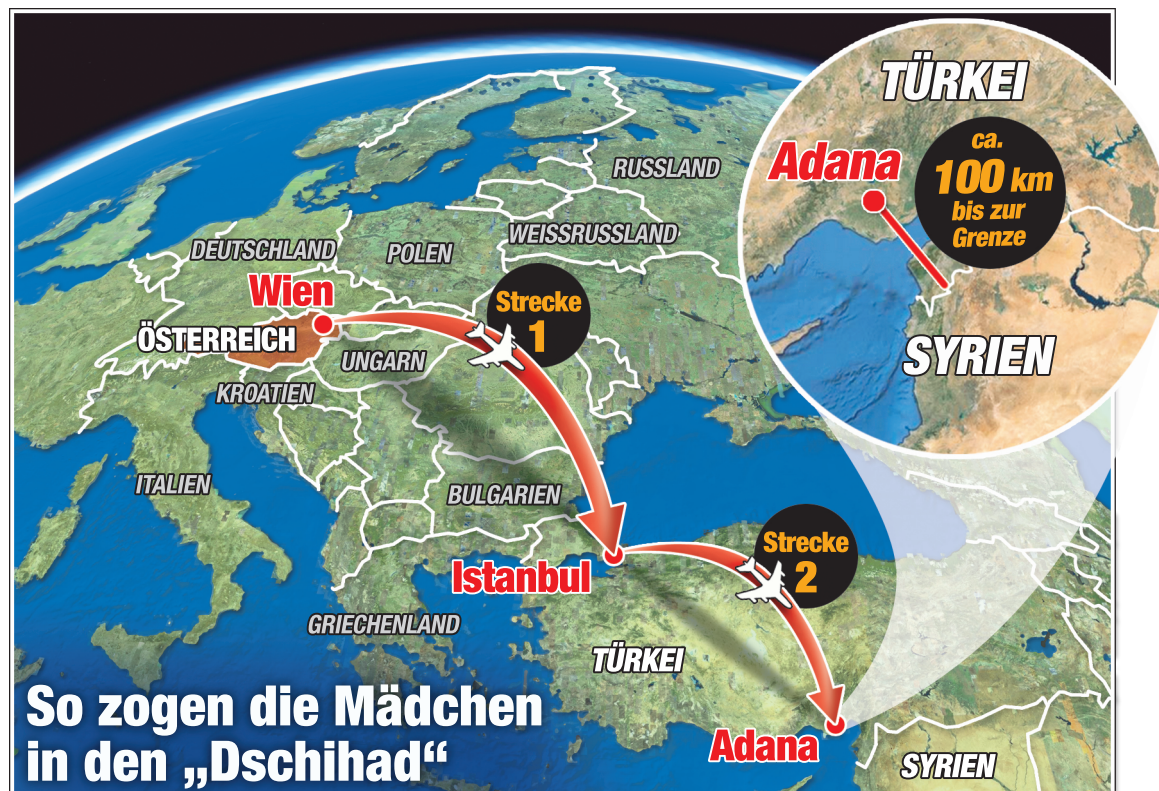 TÜRKEI
ca.
100 km
bis zur
Grenze
Adana
SYRIEN
RUSSLAND
WEISSRUSSLAND
DEUTSCHLAND
POLEN
Wien
Strecke
1
ÖSTERREICH
UNGARN
KROATIEN
ITALIEN
BULGARIEN
Istanbul
Strecke
2
GRIECHENLAND
TÜRKEI
Adana
SYRIEN
So zogen die Mädchen
in den „Dschihad“